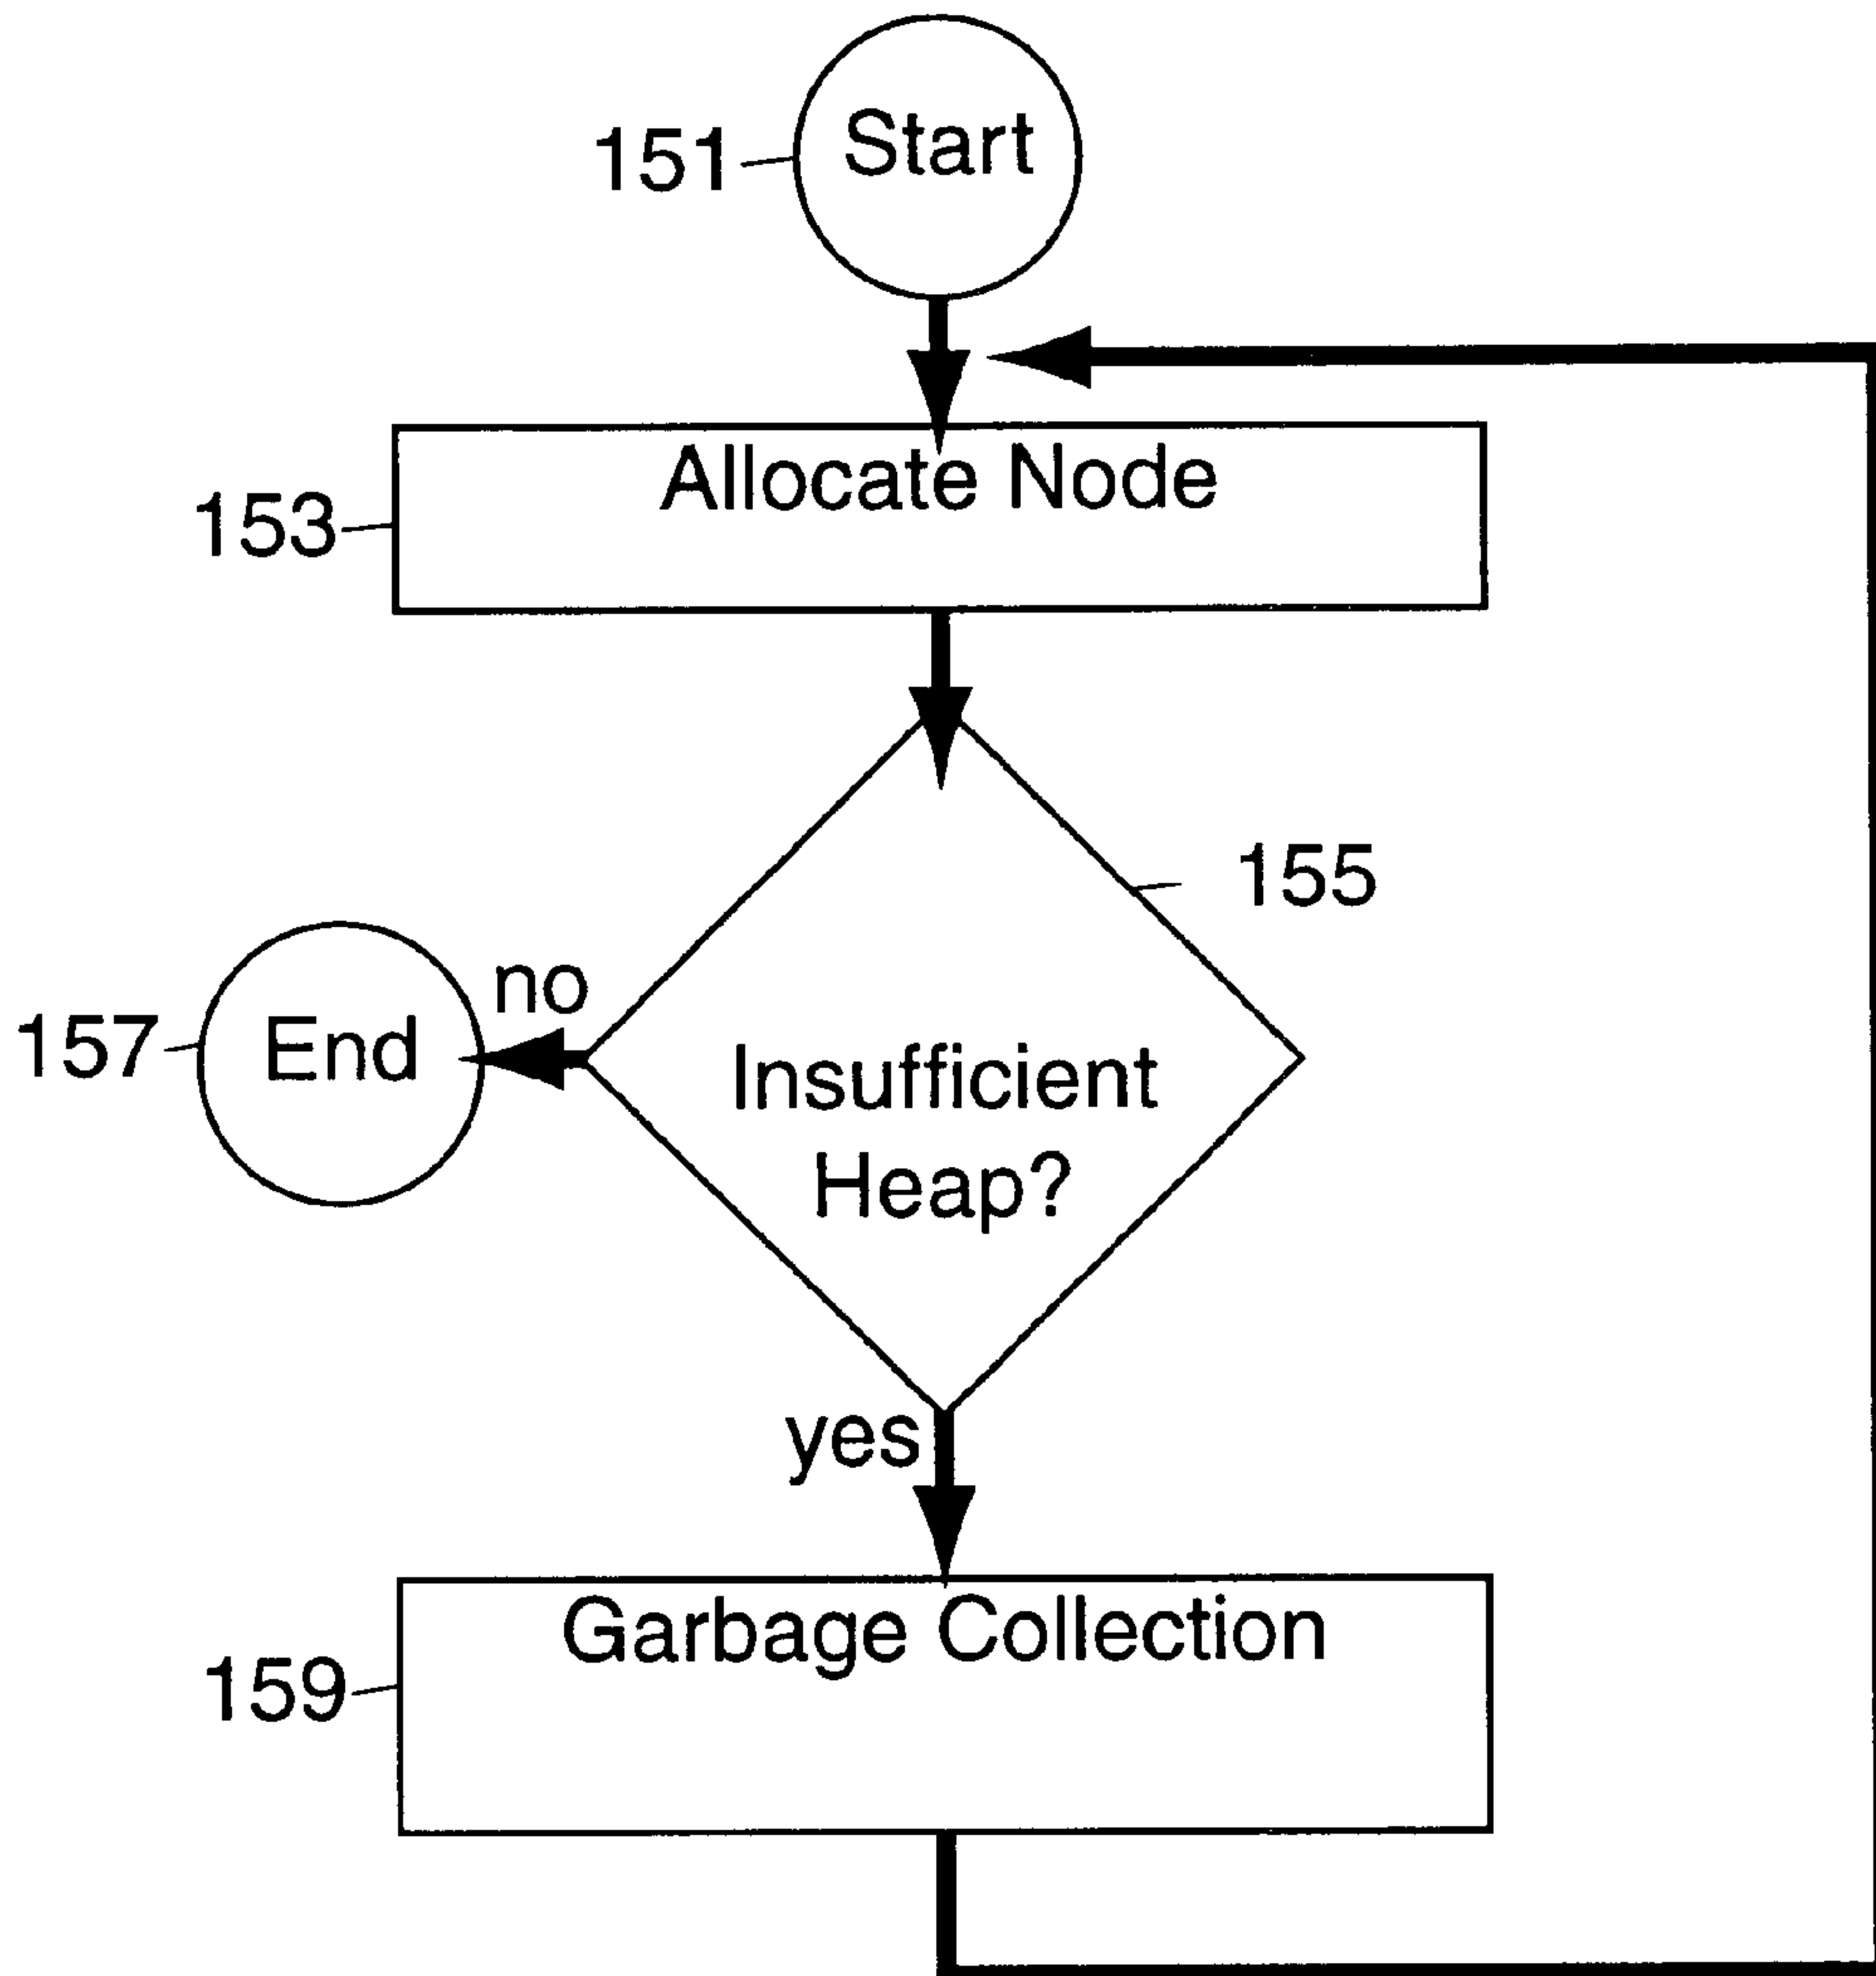 Start
151
Allocate Node
153
155
no
End
157
Insufficient
Heap?
yes
Garbage Collection
159